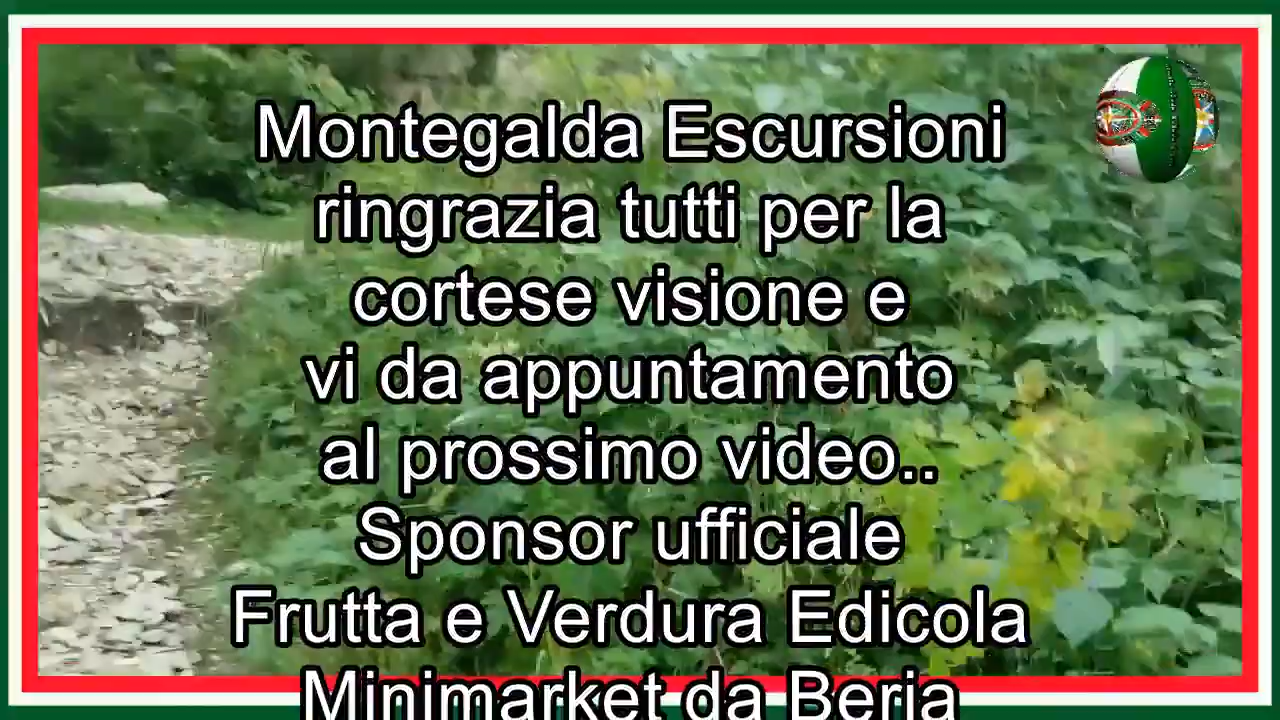 Montegalda Escursioni
ringrazia tutti per la
cortese visione e
vi da appuntamento
al prossimo video..
Sponsor ufficiale
Frutta e Verdura Edicola
Minimarket da Beria